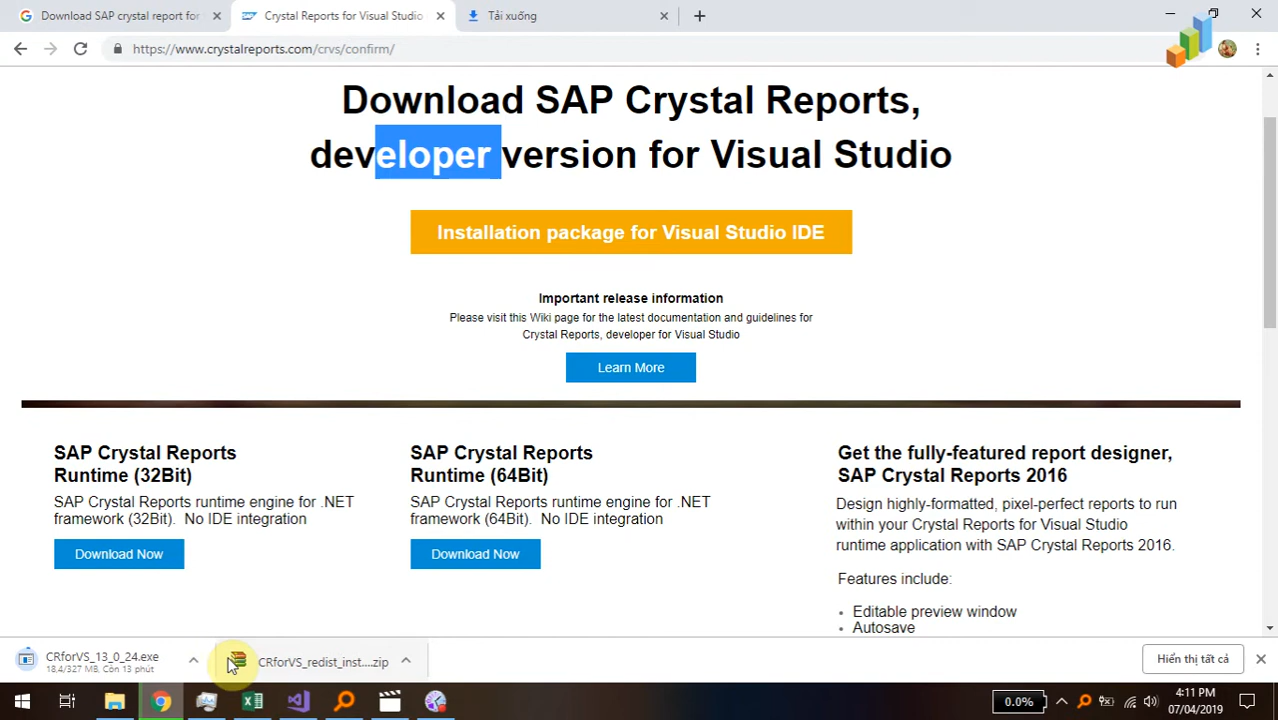 Download SAP crystal report for
Crystal Reports for Visual Studio
Tải xuống
https://www.crystalreports.com/crvs/confirm/
Download SAP Crystal Reports,
developer version for Visual Studio
Installation package for Visual Studio IDE
Important release information
Please visit this Wiki page for the latest documentation and guidelines for
Crystal Reports, developer for Visual Studio
Learn More
SAP Crystal Reports
Runtime (32Bit)
SAP Crystal Reports runtime engine for .NET
framework (32Bit). No IDE integration
Download Now
SAP Crystal Reports
Runtime (64Bit)
SAP Crystal Reports runtime engine for .NET
framework (64Bit). No IDE integration
Download Now
Get the fully-featured report designer,
SAP Crystal Reports 2016
Design highly-formatted, pixel-perfect reports to run
within your Crystal Reports for Visual Studio
runtime application with SAP Crystal Reports 2016.
Features include:
• Editable preview window
• Autosave
CRforVS_13_0_24.exe
18,4/327 MB, Còn 13 phút
CRforVS_redist_inst....zip
Hiển thị tất cả
0.0%
4:11 PM
07/04/2019